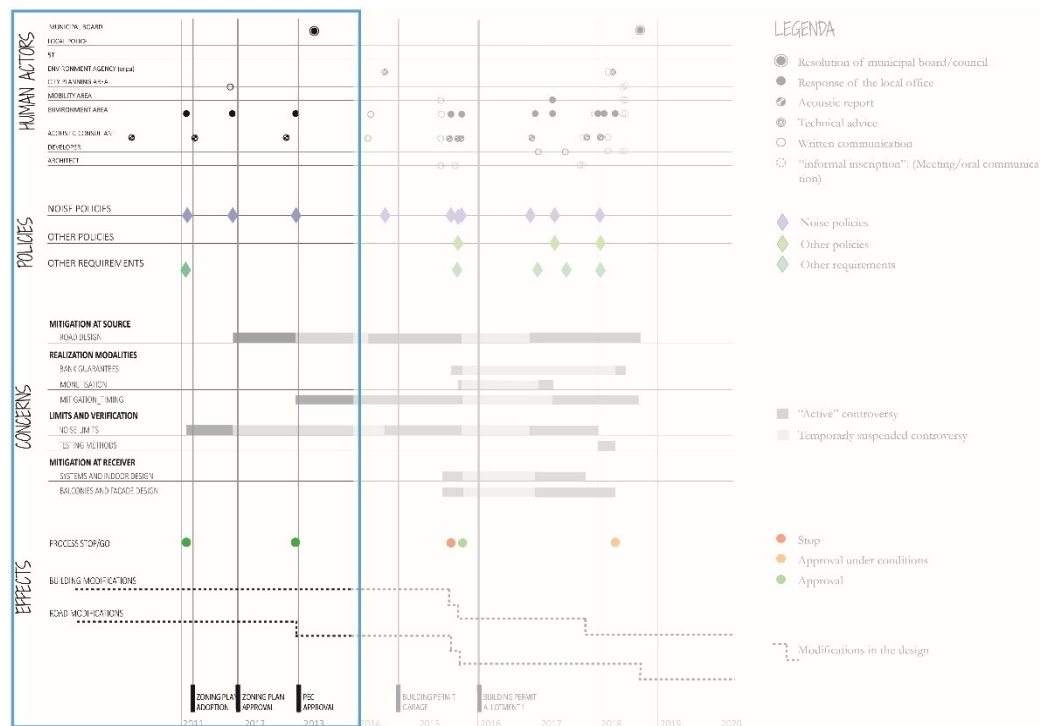 HUMAN ACTORS
MUNICIPAL BOARD
LOCAL POLICE
ST
ENVIRONMENT AGENCY (arpa)
CITY PLANNING AREA
MOBILITY AREA
ENVIRONMENT AREA
ACOUSTIC CONSULTANT
DEVELOPER
ARCHITECT
POLICIES
NOISE POLICIES
OTHER POLICIES
OTHER REQUIREMENTS
CONCERNS
MITIGATION AT SOURCE
ROAD DESIGN
REALIZATION MODALITIES
BANK GUARANTEES
MONETISATION
MITIGATION_TIMING
LIMITS AND VERIFICATION
NOISE LIMITS
TESTING METHODS
MITIGATION AT RECEIVER
SYSTEMS AND INDOOR DESIGN
BALCONIES AND FACADE DESIGN
EFFECTS
PROCESS STOP/GO
BUILDING MODIFICATIONS
ROAD MODIFICATIONS
ZONING PLAN
ADOPTION
ZONING PLAN
APPROVAL
PEC
APPROVAL
BUILDING PERMIT
GARAGE
BUILDING PERMIT
ALLOTMENT 1
2011 2012 2013 2014 2015 2016 2017 2018 2019 2020
LEGENDA
Resolution of municipal board/council
Response of the local office
Acoustic report
Technical advice
Written communication
"informal inscription": (Meeting/oral communica
tion)
Noise policies
Other policies
Other requirements
"Active" controversy
Temporarly suspended controversy
Stop
Approval under conditions
Approval
Modifications in the design